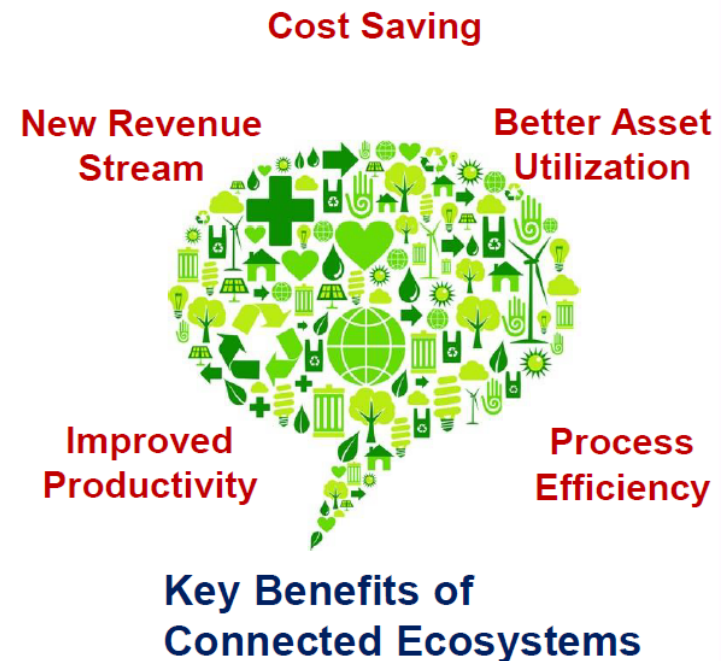 Cost Saving
New Revenue
Stream
Better Asset
Utilization
Improved
Productivity
Process
Efficiency
Key Benefits of
Connected Ecosystems